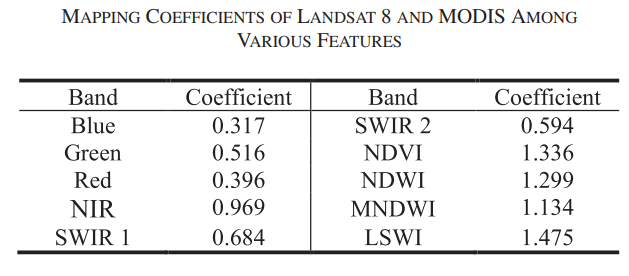 MAPPING COEFFICIENTS OF LANDSAT 8 AND MODIS AMONG
VARIOUS FEATURES
Band Coefficient Band Coefficient
Blue 0.317 SWIR 2 0.594
Green 0.516 NDVI 1.336
Red 0.396 NDWI 1.299
NIR 0.969 MNDWI 1.134
SWIR 1 0.684 LSWI 1.475